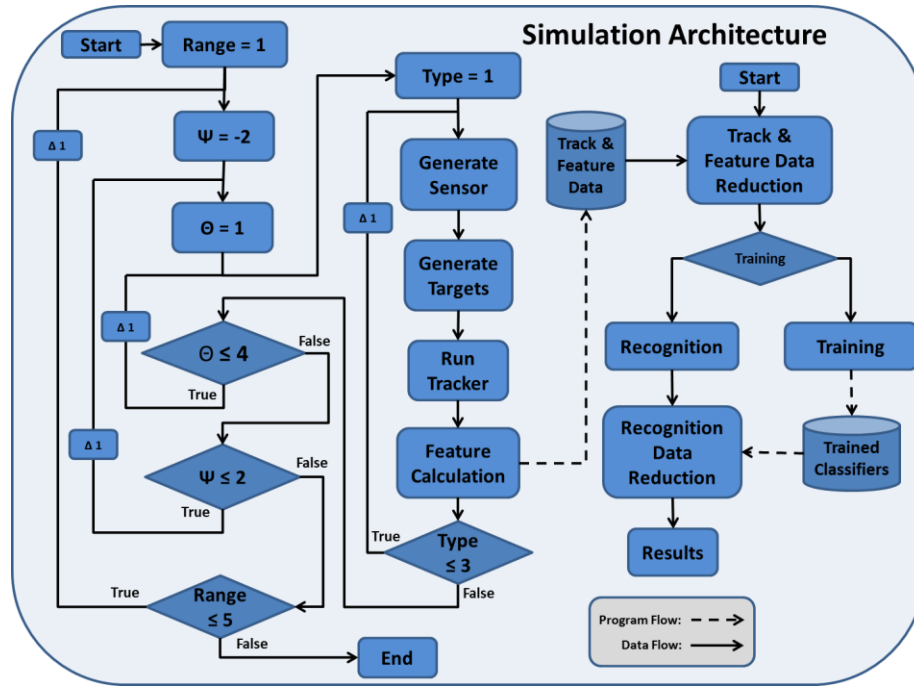 Simulation Architecture
Start
Range = 1
Δ 1
Ψ = -2
Θ = 1
Δ 1
Θ ≤ 4
False
True
Δ 1
Ψ ≤ 2
False
True
True
Range
≤ 5
False
End
Type = 1
Generate
Sensor
Δ 1
Generate
Targets
Run
Tracker
Feature
Calculation
True
Type
≤ 3
False
Track &
Feature
Data
Start
Track &
Feature Data
Reduction
Training
Recognition
Training
Recognition
Data
Reduction
Trained
Classifiers
Results
Program Flow:
Data Flow: